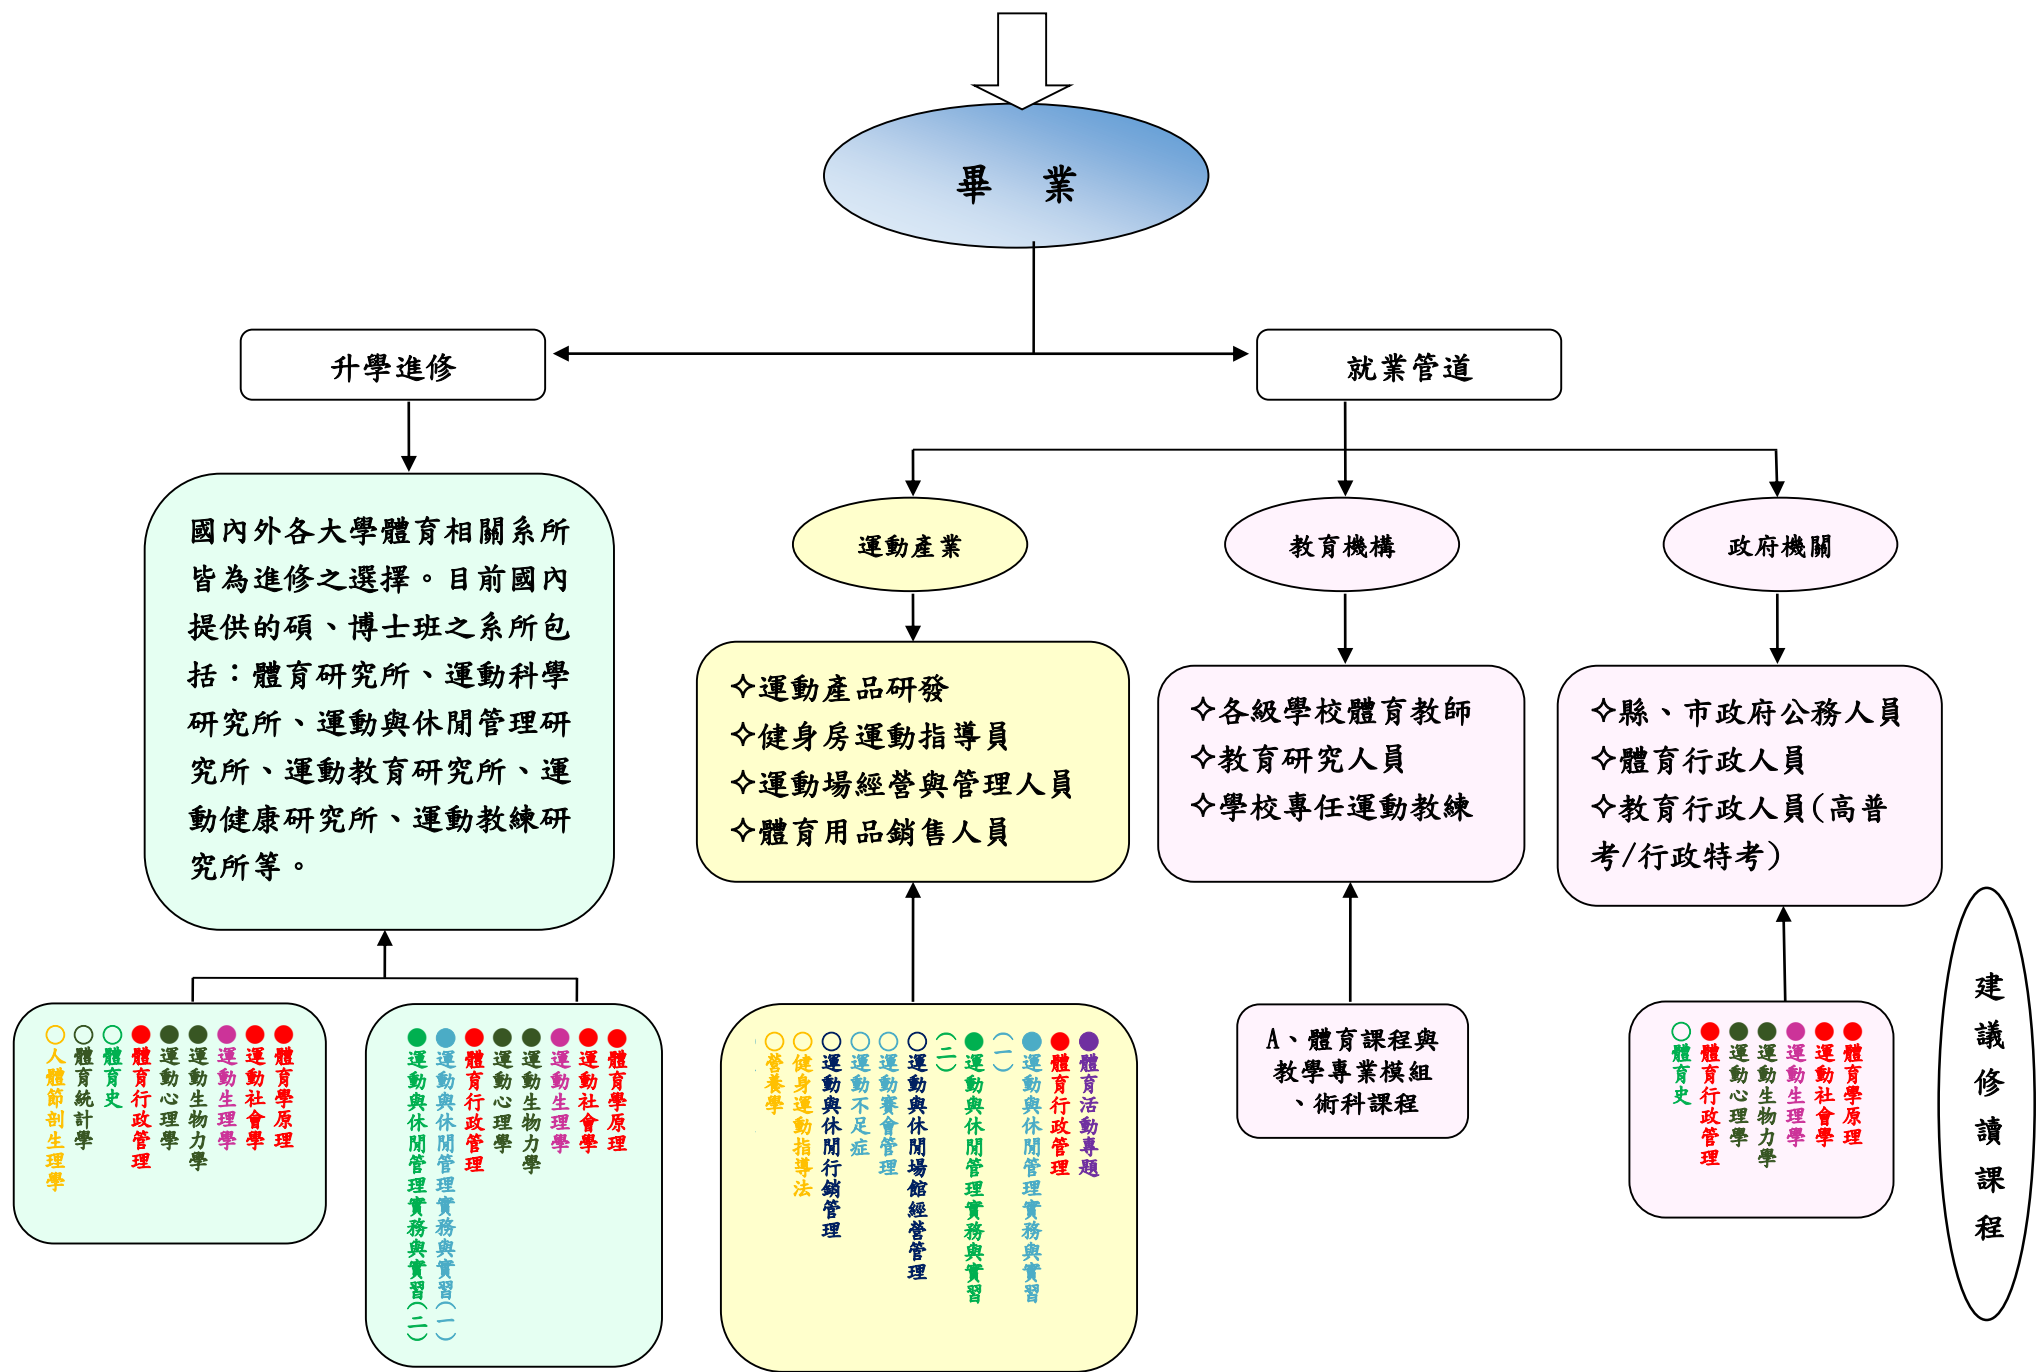 畢 業
升學進修
就業管道
國內外各大學體育相關系所
皆為進修之選擇。目前國內
提供的碩、博士班之系所包
括：體育研究所、運動科學
研究所、運動與休閒管理研
究所、運動教育研究所、運
動健康研究所、運動教練研
究所等。
運動產業
教育機構
政府機關
✧運動產品研發
✧健身房運動指導員
✧運動場經營與管理人員
✧體育用品銷售人員
✧各級學校體育教師
✧教育研究人員
✧學校專任運動教練
✧縣、市政府公務人員
✧體育行政人員
✧教育行政人員(高普
考/行政特考)
●體育學原理
●運動社會學
●運動生理學
●運動生物力學
●運動心理學
●體育行政管理
○體育史
○體育統計學
○人體節剖生理學
●體育學原理
●運動社會學
●運動生理學
●運動生物力學
●運動心理學
●體育行政管理
●運動與休閒管理實務與實習(一)
●運動與休閒管理實務與實習(二)
●體育活動專題
●體育行政管理
●運動與休閒管理實務與實習
(一)
●運動與休閒管理實務與實習
(二)
○運動與休閒場館經營管理
○運動賽會管理
○運動不足症
○運動與休閒行銷管理
○健身運動指導法
○營養學
A、體育課程與
教學專業模組
、術科課程
●體育學原理
●運動社會學
●運動生理學
●運動生物力學
●運動心理學
●體育行政管理
○體育史
建議修讀課程